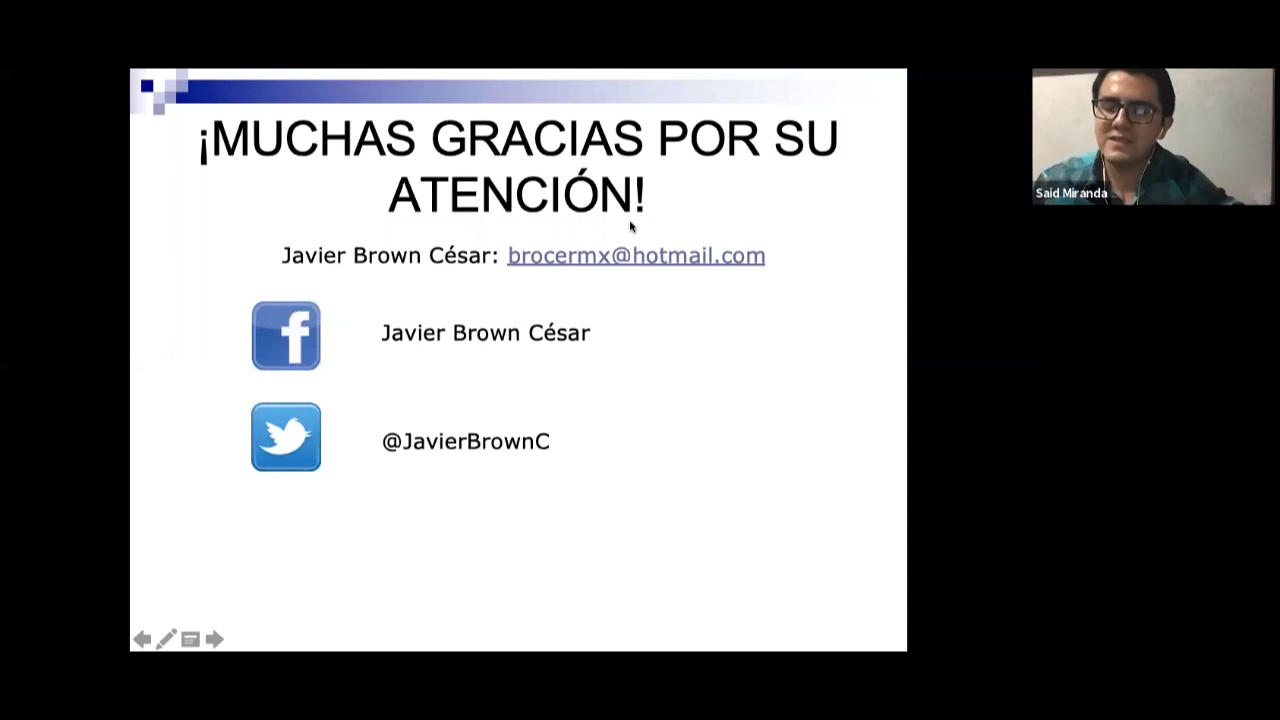 ¡MUCHAS GRACIAS POR SU
ATENCIÓN!
Javier Brown César: brocermx@hotmail.com
Javier Brown César
@JavierBrownC
Said Miranda